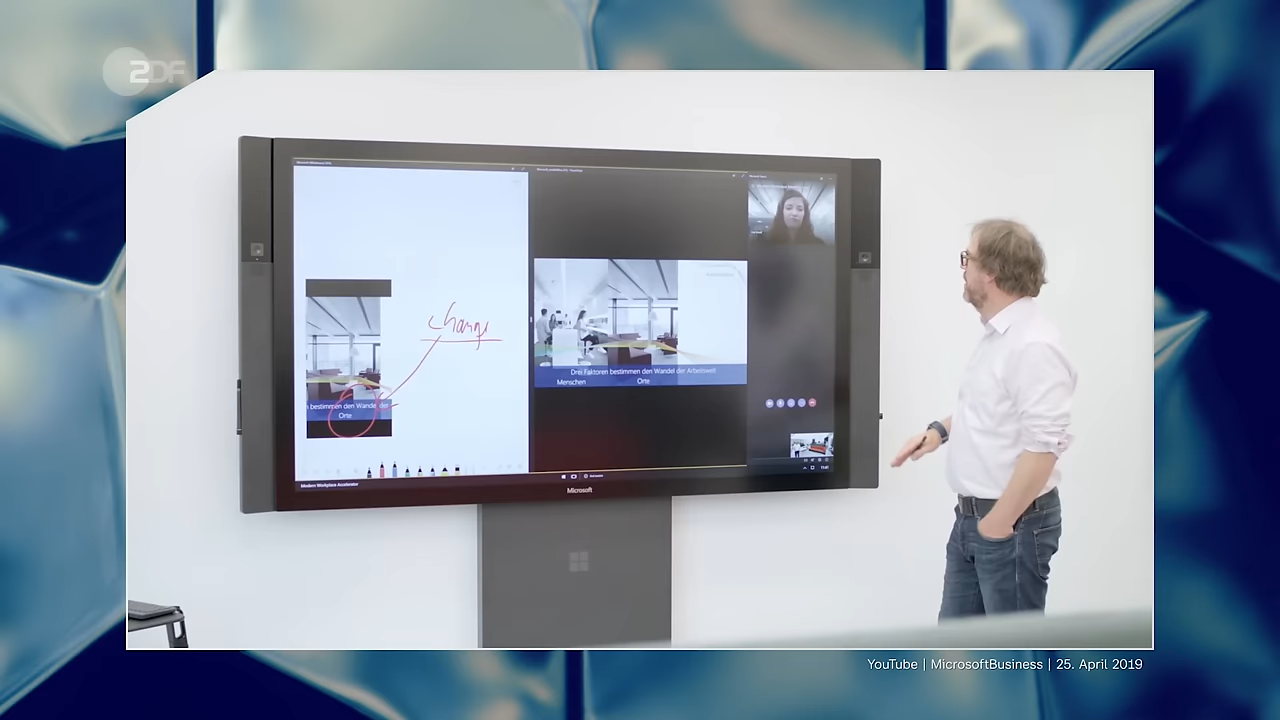 ZDF
change
n bestimmen den Wandel der
Orte
Drei Faktoren bestimmen den Wandel der Arbeitswelt
Menschen Orte
Modern Workplace Accelerator
Microsoft
YouTube | MicrosoftBusiness | 25. April 2019